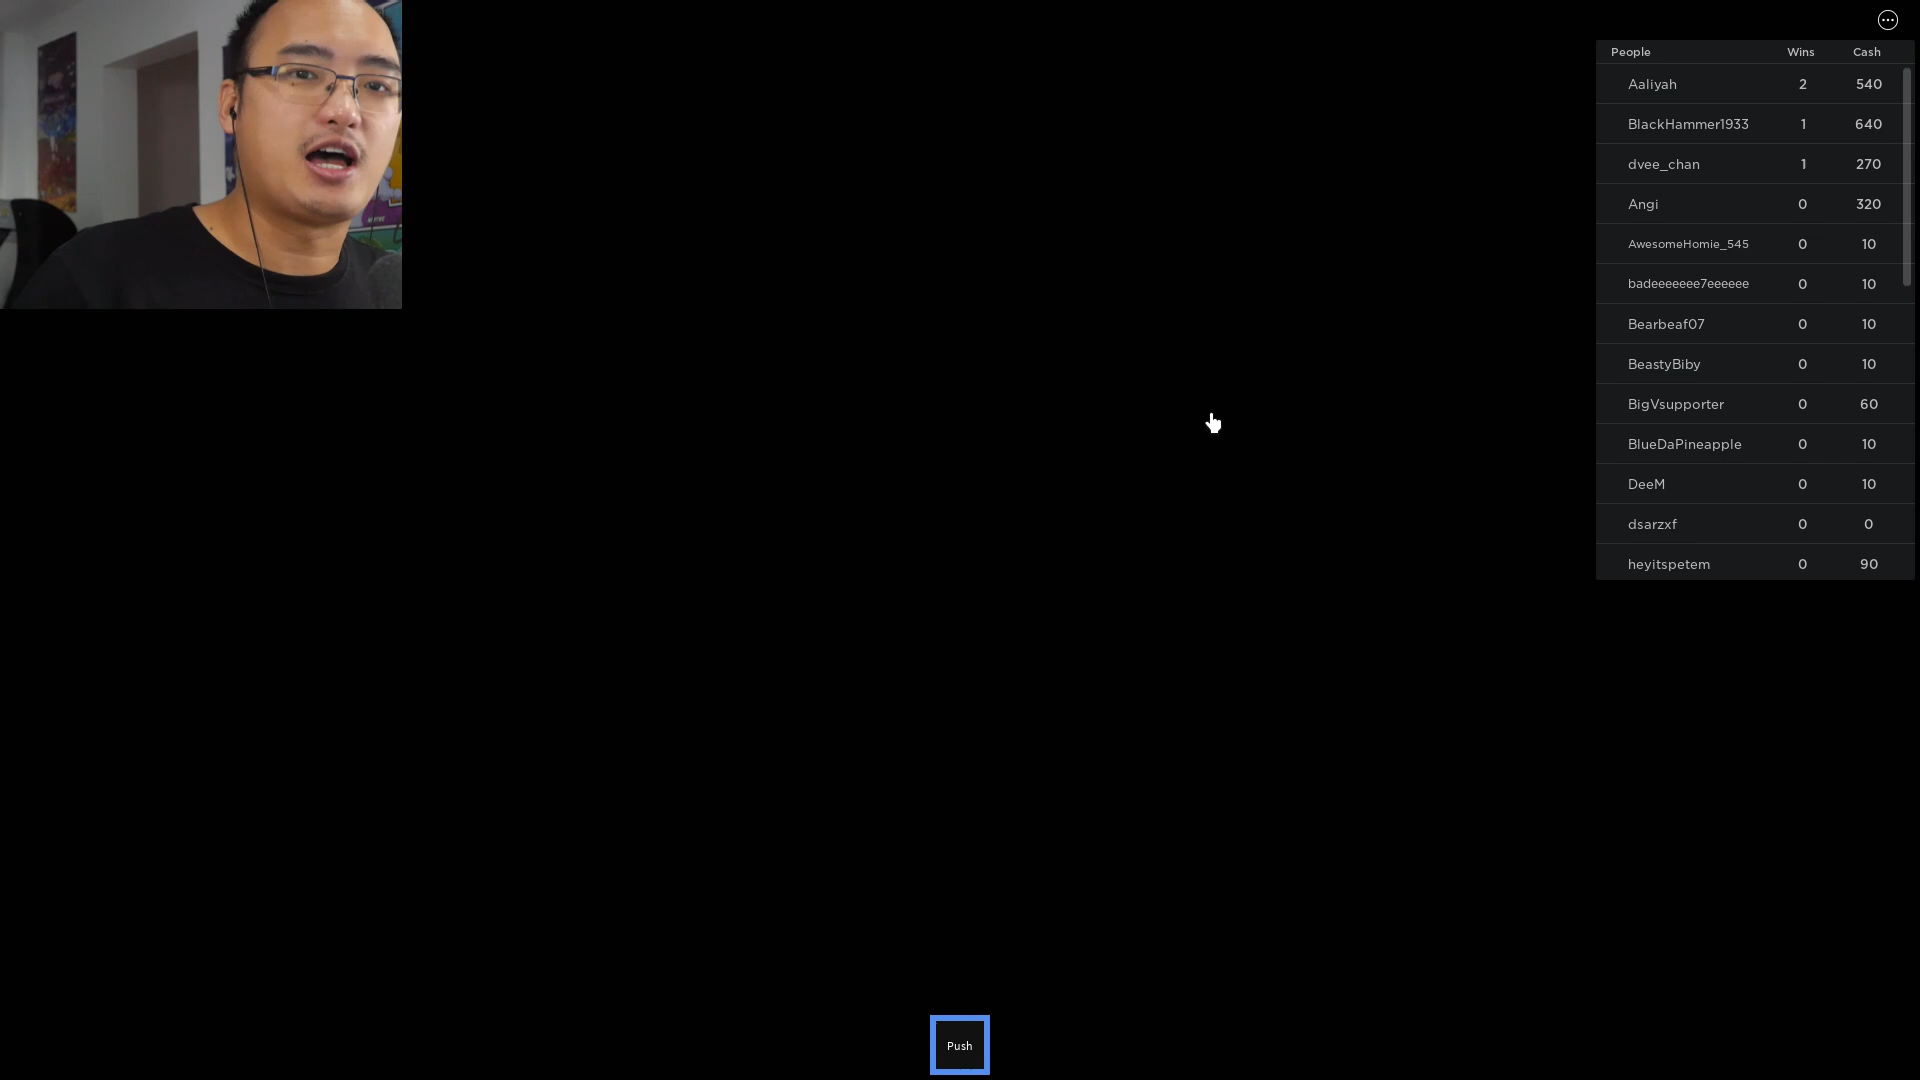 People Wins Cash
Aaliyah 2 540
BlackHammer1933 1 640
dvee_chan 1 270
Angi 0 320
AwesomeHomie_545 0 10
badeeeeeee7eeeeee 0 10
Bearbeaf07 0 10
BeastyBiby 0 10
BigVsupporter 0 60
BlueDaPineapple 0 10
DeeM 0 10
dsarzxf 0 0
heyitspetem 0 90
Push